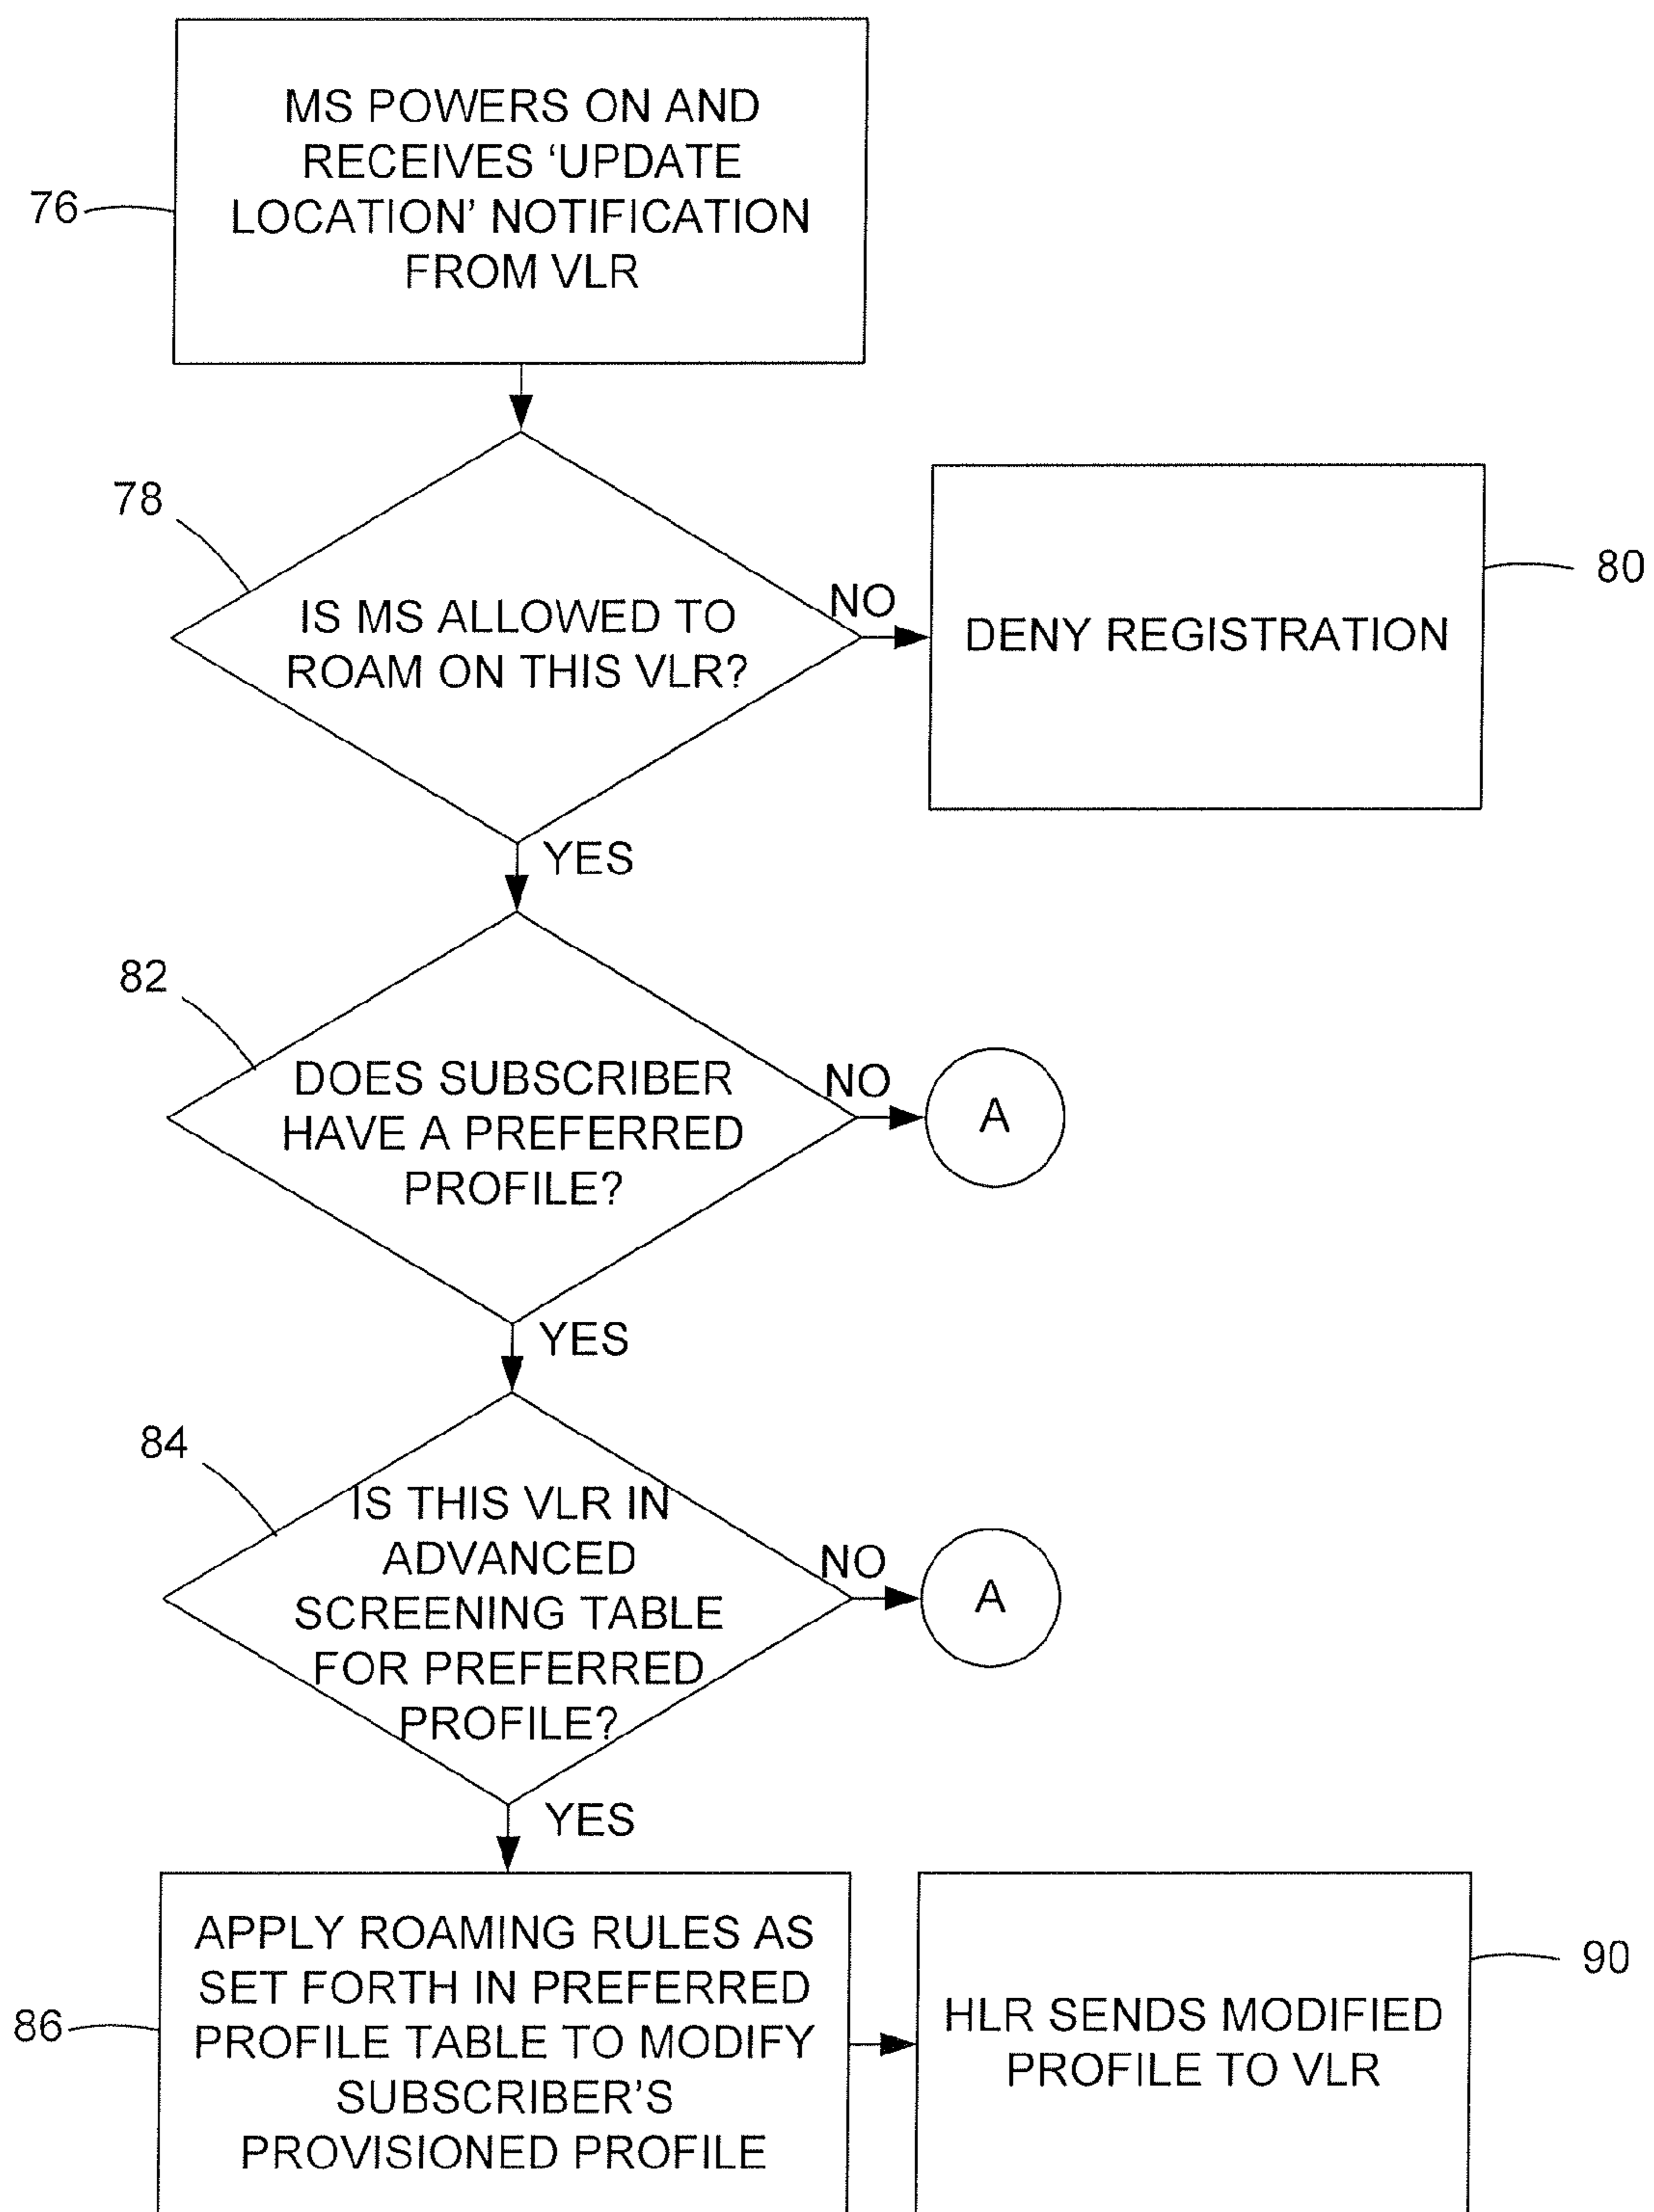 MS POWERS ON AND
RECEIVES ‘UPDATE
LOCATION’ NOTIFICATION
FROM VLR
76
78
IS MS ALLOWED TO
ROAM ON THIS VLR?
NO
DENY REGISTRATION
80
YES
82
DOES SUBSCRIBER
HAVE A PREFERRED
PROFILE?
NO
A
YES
84
IS THIS VLR IN
ADVANCED
SCREENING TABLE
FOR PREFERRED
PROFILE?
NO
A
YES
APPLY ROAMING RULES AS
SET FORTH IN PREFERRED
PROFILE TABLE TO MODIFY
SUBSCRIBER’S
PROVISIONED PROFILE
86
HLR SENDS MODIFIED
PROFILE TO VLR
90